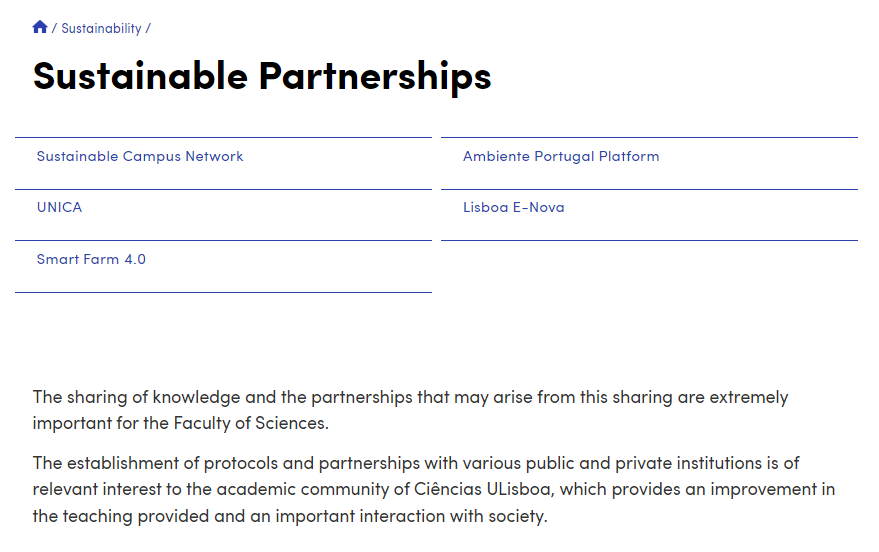 / Sustainability /
Sustainable Partnerships
Sustainable Campus Network
Ambiente Portugal Platform
UNICA
Lisboa E-Nova
Smart Farm 4.0
The sharing of knowledge and the partnerships that may arise from this sharing are extremely
important for the Faculty of Sciences.
The establishment of protocols and partnerships with various public and private institutions is of
relevant interest to the academic community of Ciências ULisboa, which provides an improvement in
the teaching provided and an important interaction with society.